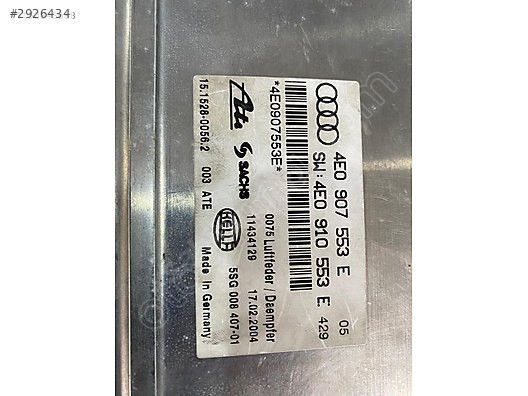 #29264343
4E0 907 553 E 05
SW: 4E0 910 553 E 429
*4E0907553E*
0075 Luftfeder / Daempfer
Ate SACHS 11434129 17.02.2004
HELLA 5SG 008 407-01
15.1528-0056.2 003 ATE Made In Germany